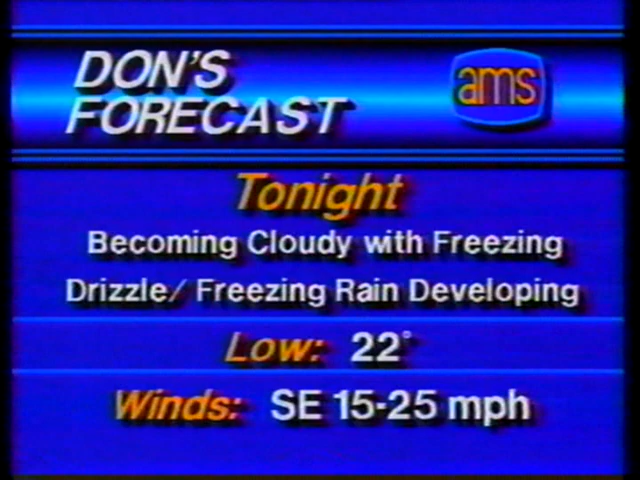 DON'S
FORECAST
ams
Tonight
Becoming Cloudy with Freezing
Drizzle/ Freezing Rain Developing
Low: 22°
Winds: SE 15-25 mph